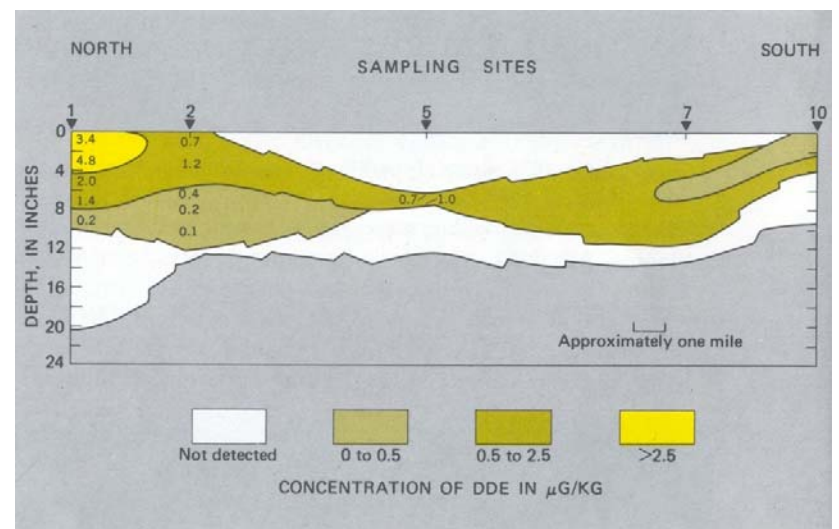 NORTH
SOUTH
SAMPLING SITES
1 2 5 7 10
0
4
8
12
16
20
24
DEPTH, IN INCHES
3.4
4.8
2.0
1.4
0.2
0.7
1.2
0.4
0.2
0.1
0.7 1.0
Approximately one mile
Not detected 0 to 0.5 0.5 to 2.5 >2.5
CONCENTRATION OF DDE IN µG/KG